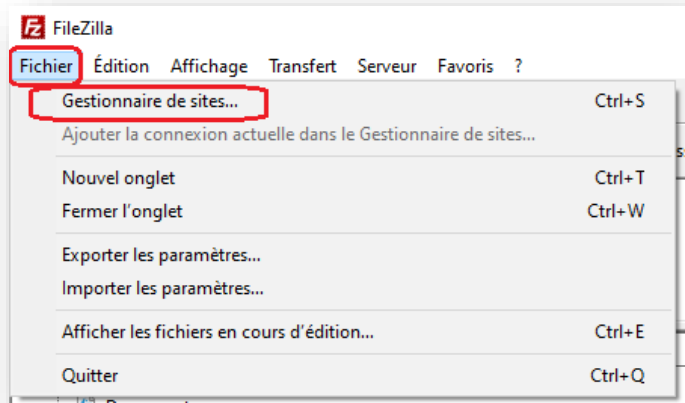 FileZilla
Fichier Édition Affichage Transfert Serveur Favoris ?
Gestionnaire de sites... Ctrl+S
Ajouter la connexion actuelle dans le Gestionnaire de sites...
Nouvel onglet Ctrl+T
Fermer l'onglet Ctrl+W
Exporter les paramètres...
Importer les paramètres...
Afficher les fichiers en cours d'édition... Ctrl+E
Quitter Ctrl+Q